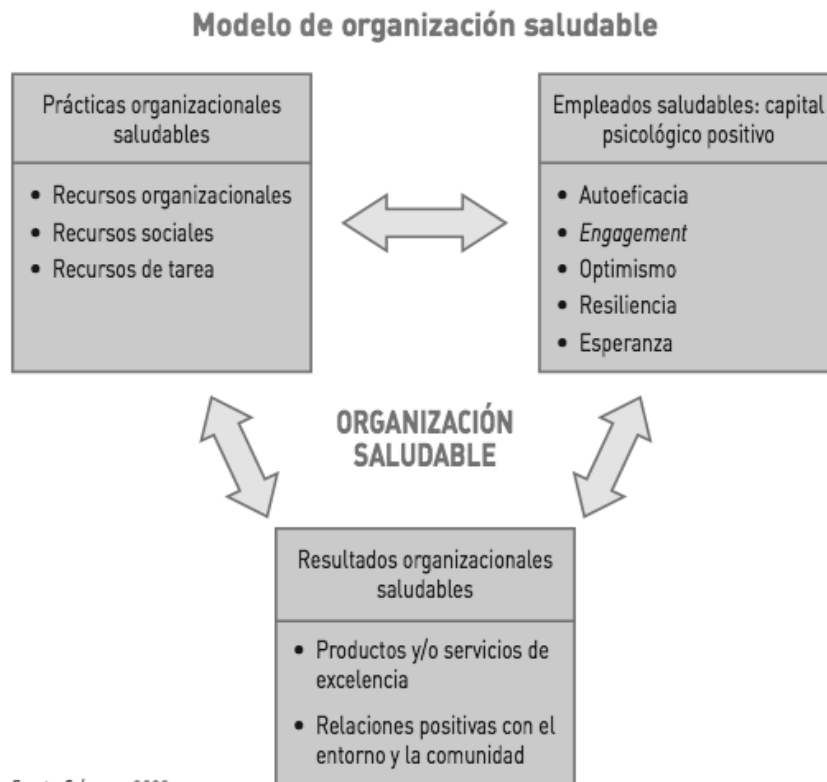 Modelo de organización saludable
Prácticas organizacionales
saludables
• Recursos organizacionales
• Recursos sociales
• Recursos de tarea
Empleados saludables: capital
psicológico positivo
• Autoeficacia
• Engagement
• Optimismo
• Resiliencia
• Esperanza
ORGANIZACIÓN
SALUDABLE
Resultados organizacionales
saludables
• Productos y/o servicios de
excelencia
• Relaciones positivas con el
entorno y la comunidad